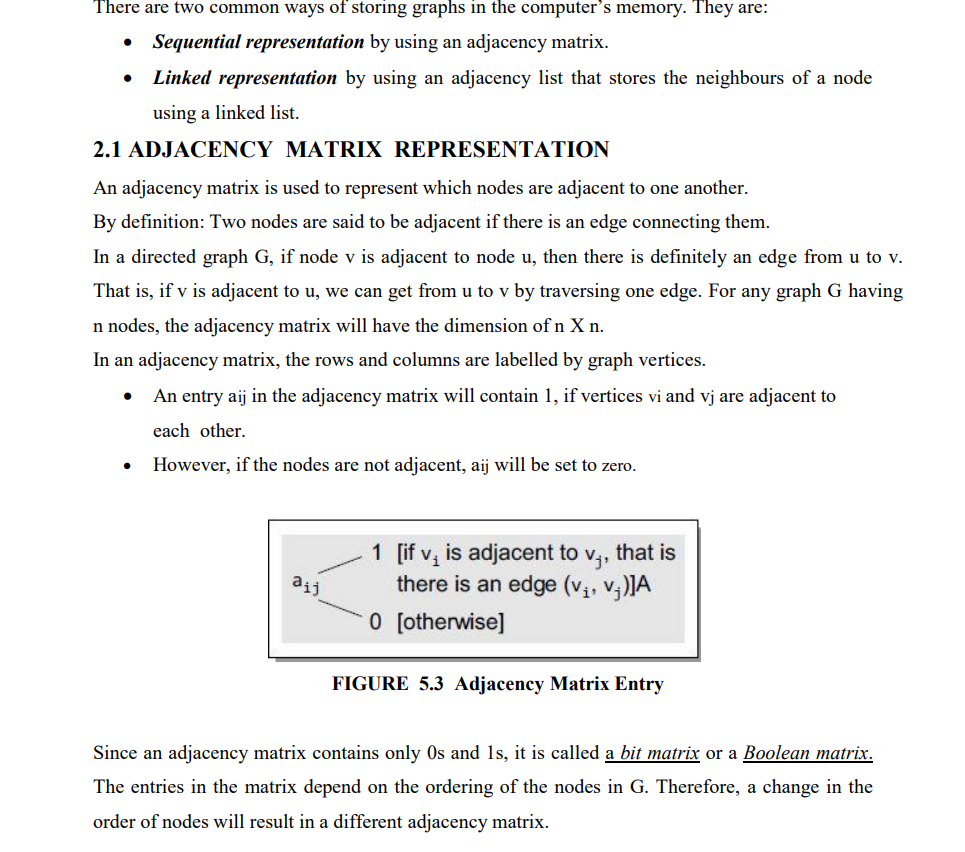 There are two common ways of storing graphs in the computer's memory. They are:
• Sequential representation by using an adjacency matrix.
• Linked representation by using an adjacency list that stores the neighbours of a node
using a linked list.
2.1 ADJACENCY MATRIX REPRESENTATION
An adjacency matrix is used to represent which nodes are adjacent to one another.
By definition: Two nodes are said to be adjacent if there is an edge connecting them.
In a directed graph G, if node v is adjacent to node u, then there is definitely an edge from u to v.
That is, if v is adjacent to u, we can get from u to v by traversing one edge. For any graph G having
n nodes, the adjacency matrix will have the dimension of n X n.
In an adjacency matrix, the rows and columns are labelled by graph vertices.
• An entry aij in the adjacency matrix will contain 1, if vertices vi and vj are adjacent to
each other.
• However, if the nodes are not adjacent, aij will be set to zero.
1 [if vi is adjacent to vj, that is
aij there is an edge (vi, vj)]A
0 [otherwise]
FIGURE 5.3 Adjacency Matrix Entry
Since an adjacency matrix contains only 0s and 1s, it is called a bit matrix or a Boolean matrix.
The entries in the matrix depend on the ordering of the nodes in G. Therefore, a change in the
order of nodes will result in a different adjacency matrix.